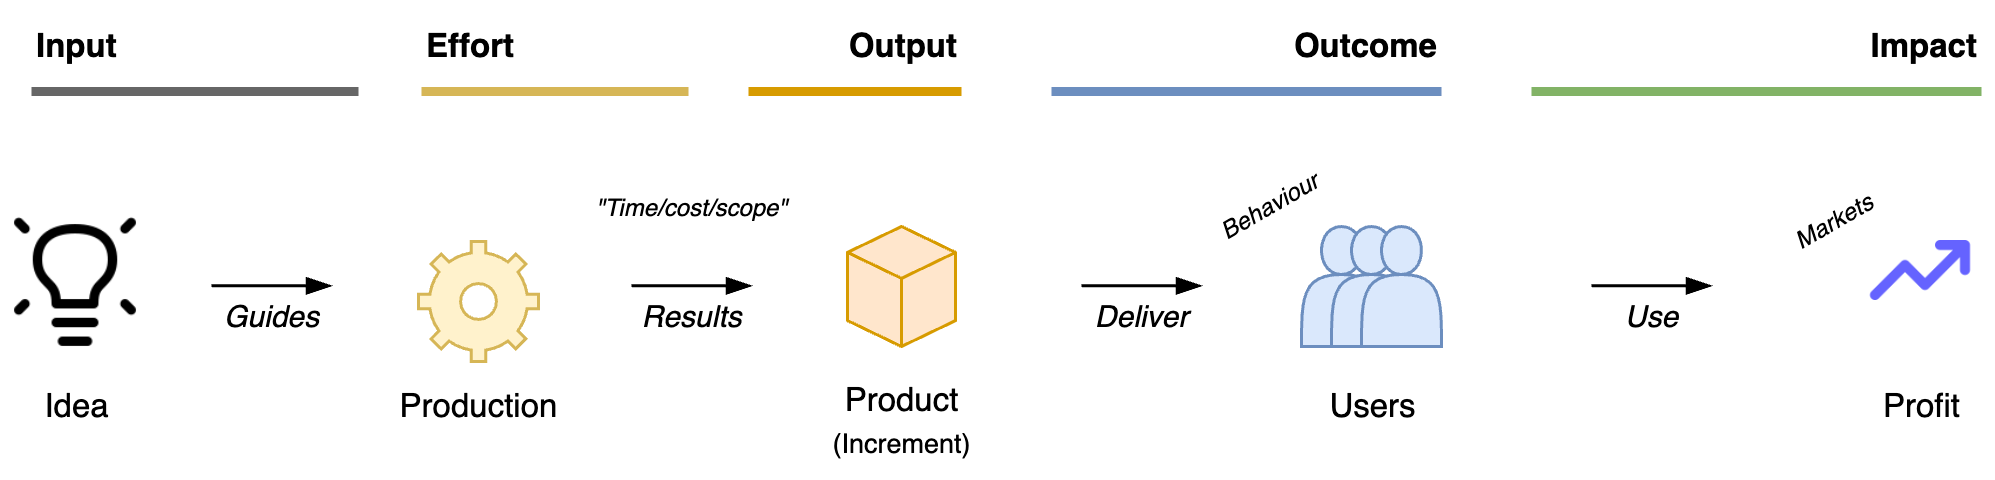 Input
Effort
Output
Outcome
Impact
"Time/cost/scope"
Behaviour
Markets
Guides
Results
Deliver
Use
Idea
Production
Product
(Increment)
Users
Profit